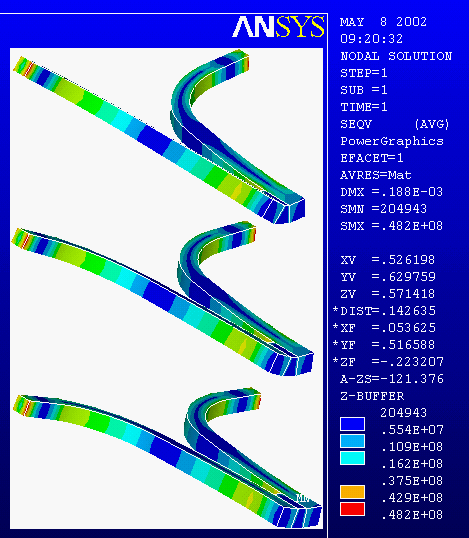 ANSYS
MAY  8 2002
09:20:32
NODAL SOLUTION
STEP=1
SUB =1
TIME=1
SEQV     (AVG)
PowerGraphics
EFACET=1
AVRES=Mat
DMX =.188E-03
SMN =204943
SMX =.482E+08
XV  =.526198
YV  =.629759
ZV  =.571418
*DIST=.142635
*XF  =.053625
*YF  =.516588
*ZF  =-.223207
A-ZS=-121.376
Z-BUFFER
204943
.554E+07
.109E+08
.162E+08
.375E+08
.429E+08
.482E+08
MN